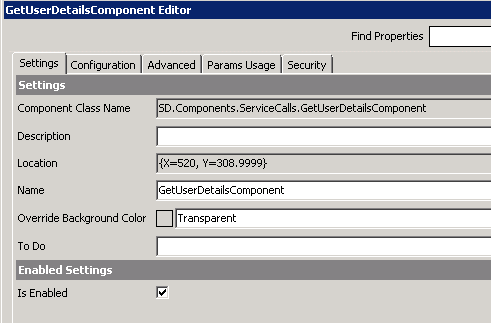 GetUserDetailsComponent Editor
Find Properties
Settings Configuration Advanced Params Usage Security
Settings
Component Class Name SD.Components.ServiceCalls.GetUserDetailsComponent
Description
Location {X=520, Y=308.9999}
Name GetUserDetailsComponent
Override Background Color Transparent
To Do
Enabled Settings
Is Enabled